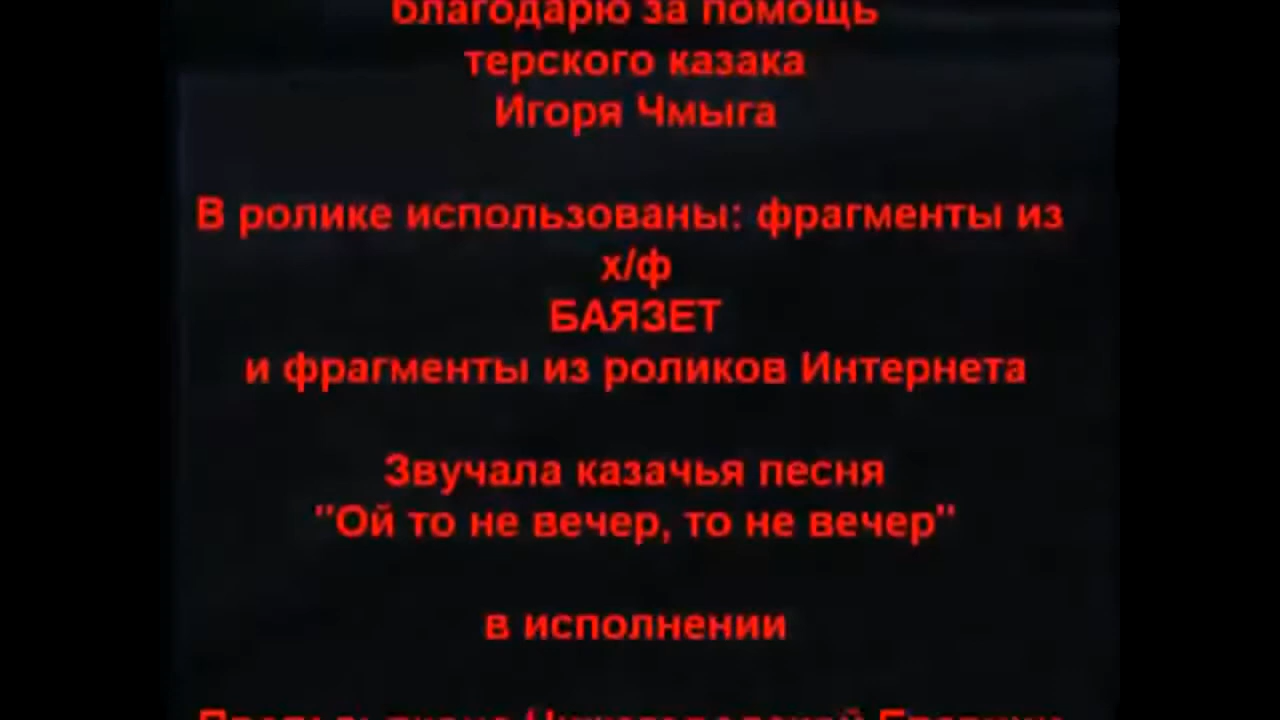 благодарю за помощь
терского казака
Игоря Чмыга
В ролике использованы: фрагменты из
х/ф
БАЯЗЕТ
и фрагменты из роликов Интернета
Звучала казачья песня
"Ой то не вечер, то не вечер"
в исполнении